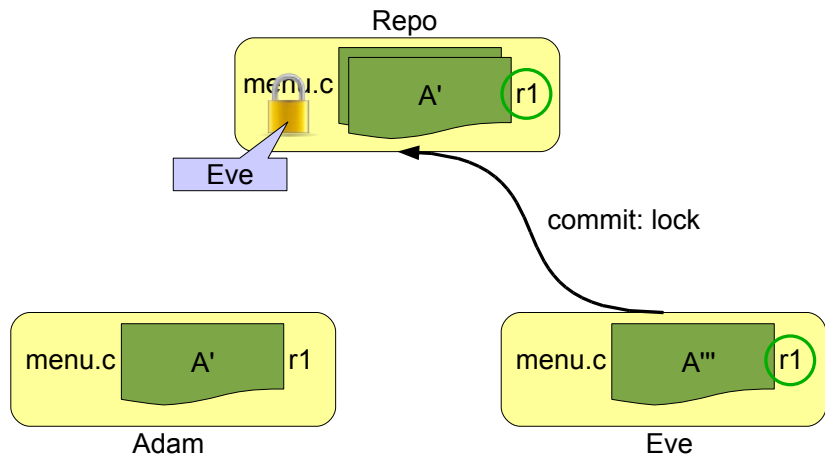 Repo
menu.c
A'
r1
Eve
commit: lock
menu.c
A'
r1
menu.c
A'''
r1
Adam
Eve